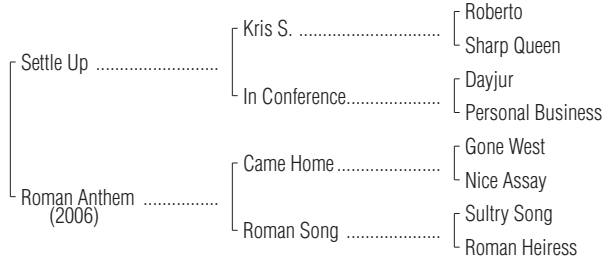 Roberto
Kris S. ..............................
Sharp Queen
Settle Up ..........................
Dayjur
In Conference....................
Personal Business
Gone West
Came Home ......................
Nice Assay
Roman Anthem ................
(2006)
Sultry Song
Roman Song ....................
Roman Heiress